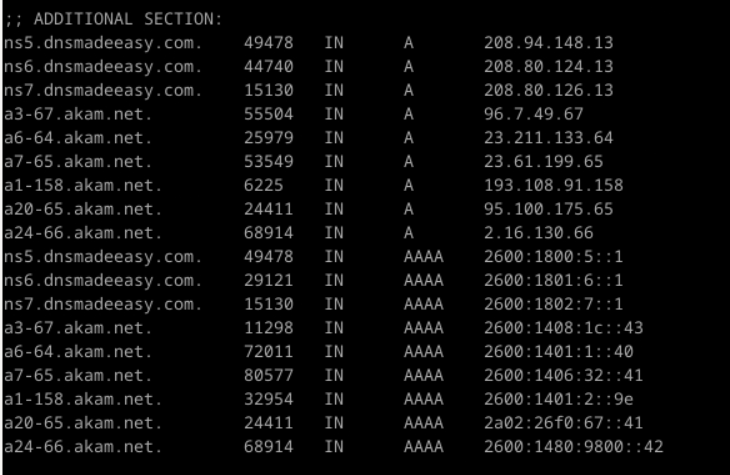 ;; ADDITIONAL SECTION:
ns5.dnsmadeeasy.com. 49478 IN A 208.94.148.13
ns6.dnsmadeeasy.com. 44740 IN A 208.80.124.13
ns7.dnsmadeeasy.com. 15130 IN A 208.80.126.13
a3-67.akam.net. 55504 IN A 96.7.49.67
a6-64.akam.net. 25979 IN A 23.211.133.64
a7-65.akam.net. 53549 IN A 23.61.199.65
a1-158.akam.net. 6225 IN A 193.108.91.158
a20-65.akam.net. 24411 IN A 95.100.175.65
a24-66.akam.net. 68914 IN A 2.16.130.66
ns5.dnsmadeeasy.com. 49478 IN AAAA 2600:1800:5::1
ns6.dnsmadeeasy.com. 29121 IN AAAA 2600:1801:6::1
ns7.dnsmadeeasy.com. 15130 IN AAAA 2600:1802:7::1
a3-67.akam.net. 11298 IN AAAA 2600:1408:1c::43
a6-64.akam.net. 72011 IN AAAA 2600:1401:1::40
a7-65.akam.net. 80577 IN AAAA 2600:1406:32::41
a1-158.akam.net. 32954 IN AAAA 2600:1401:2::9e
a20-65.akam.net. 24411 IN AAAA 2a02:26f0:67::41
a24-66.akam.net. 68914 IN AAAA 2600:1480:9800::42